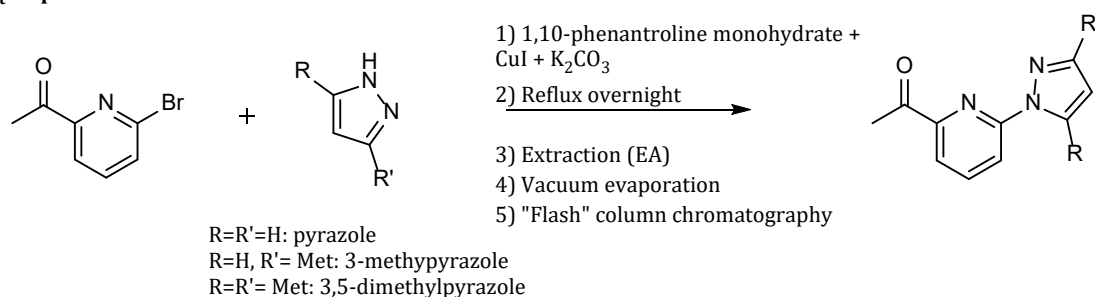 1) 1,10-phenantroline monohydrate +
CuI + K₂CO₃
2) Reflux overnight
3) Extraction (EA)
4) Vacuum evaporation
5) "Flash" column chromatography
O
N
Br
+
R
H
N
N
R'
O
N
N
N
R
R
R=R'=H: pyrazole
R=H, R'= Met: 3-methypyrazole
R=R'= Met: 3,5-dimethylpyrazole